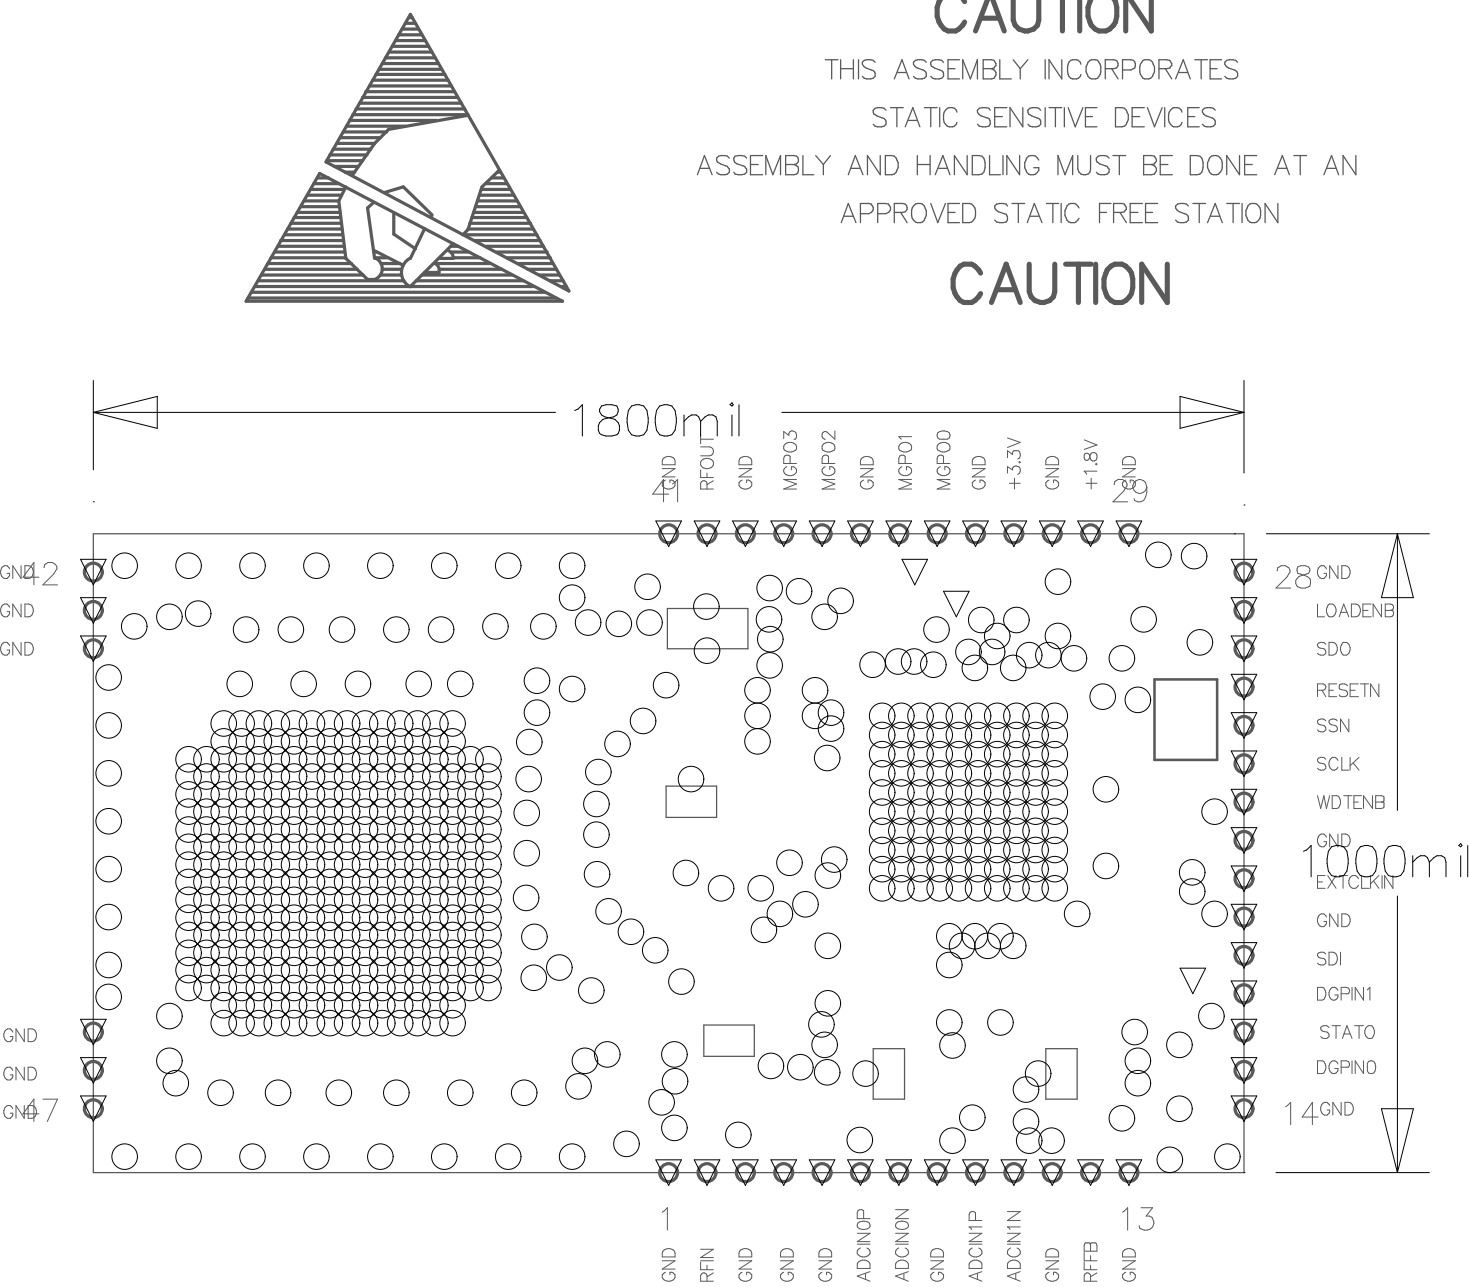 CAUTION
THIS ASSEMBLY INCORPORATES
STATIC SENSITIVE DEVICES
ASSEMBLY AND HANDLING MUST BE DONE AT AN
APPROVED STATIC FREE STATION
CAUTION
1800mil
GND
RFOUT
GND
MGPO3
MGPO2
GND
MGPO1
MGPO0
GND
+3.3V
GND
+1.8V
GND
41
29
GND
42
GND
GND
28
GND
LOADENB
SDO
RESETN
SSN
SCLK
WDTENB
GND
1000mil
EXTCLKIN
GND
SDI
DGPIN1
STATO
DGPINO
14
GND
GND
GND
GND
47
1
13
GND
RFIN
GND
GND
GND
ADCIN0P
ADCIN0N
GND
ADCIN1P
ADCIN1N
GND
RFFB
GND